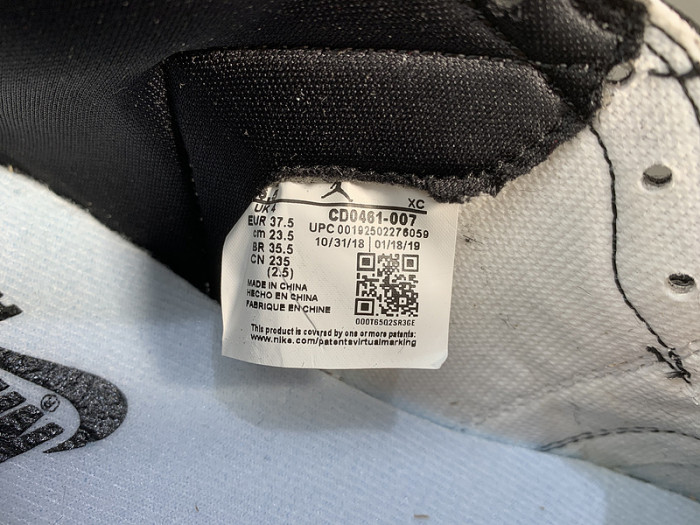 XC
UK 4
EUR 37.5
cm 23.5
BR 35.5
CN 235
(2.5)
CD0461-007
UPC 00192502276059
10/31/18 01/18/19
MADE IN CHINA
HECHO EN CHINA
FABRIQUE EN CHINE
000T65Q2SR3GE
This product is covered by one or more patents:
www.nike.com/patentsvirtualmarking
®